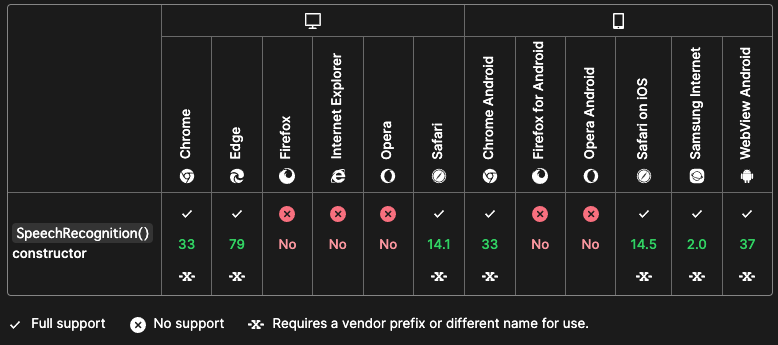 Chrome
Edge
Firefox
Internet Explorer
Opera
Safari
Chrome Android
Firefox for Android
Opera Android
Safari on iOS
Samsung Internet
WebView Android
SpeechRecognition()
constructor
33 79 No No No 14.1 33 No No 14.5 2.0 37
Full support No support Requires a vendor prefix or different name for use.